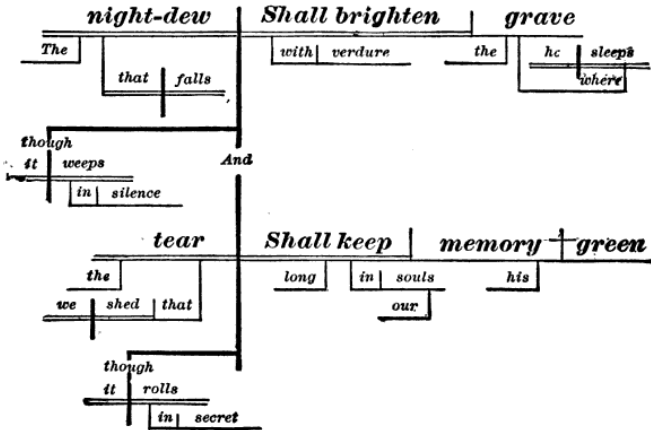 night-dew Shall brighten grave
The with verdure the he sleeps
that falls where
though
it weeps And
in silence
tear Shall keep memory green
the long in souls his
we shed that our
though
it rolls
in secret